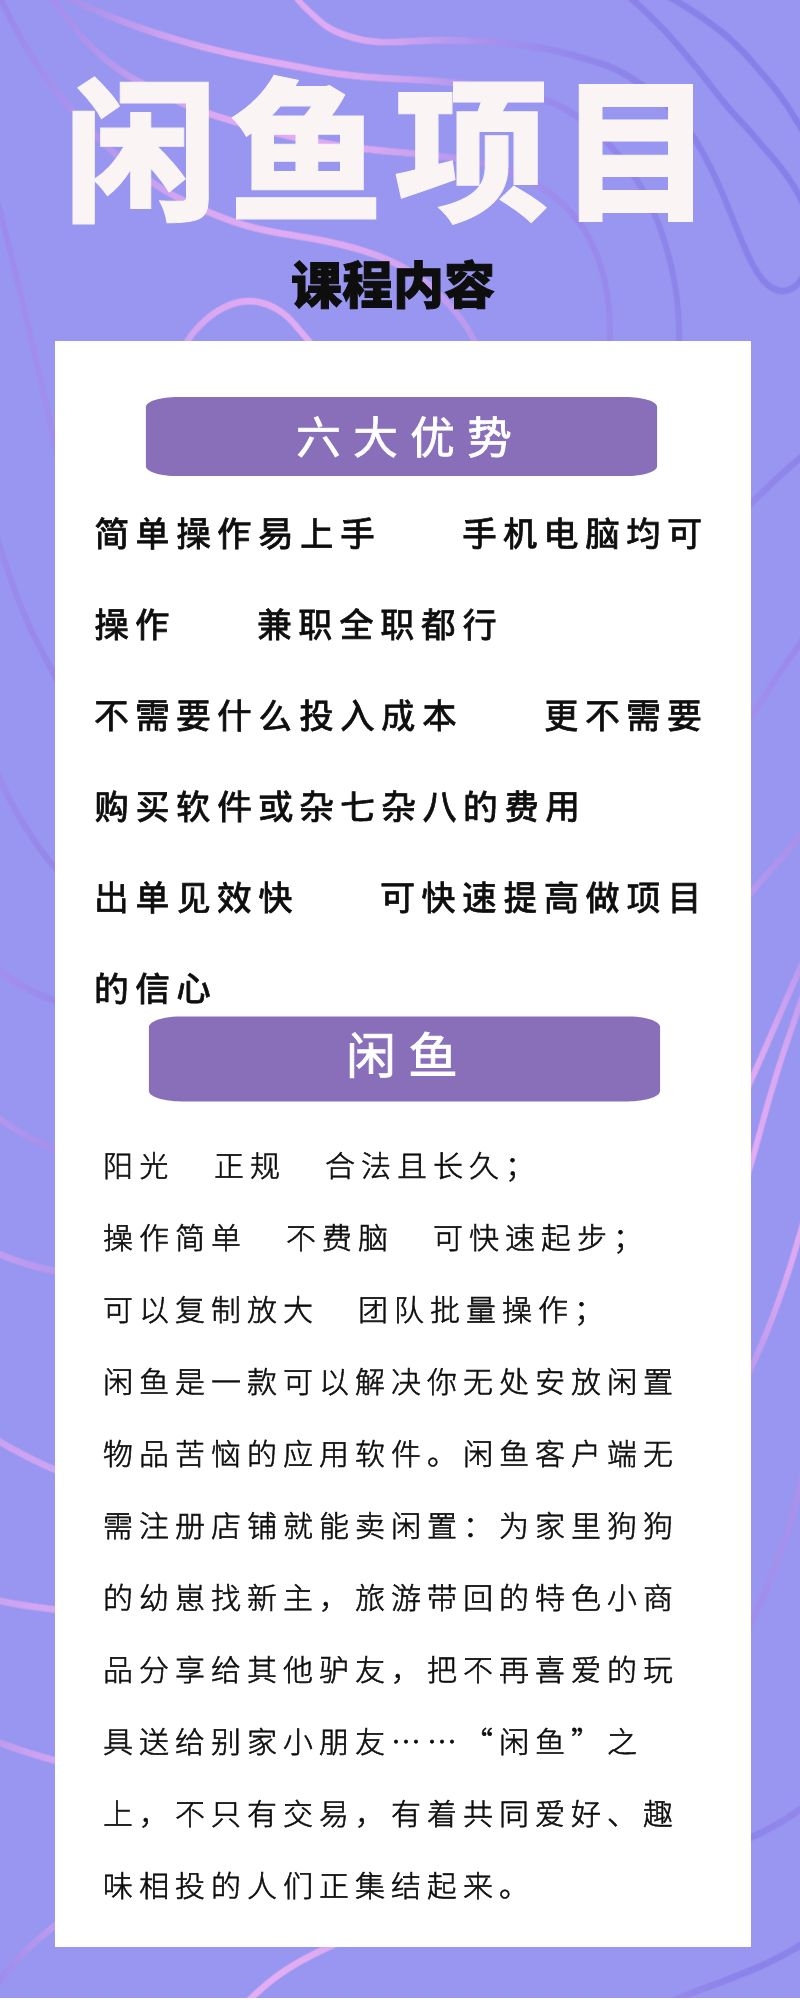 闲鱼项目
课程内容
六大优势
简单操作易上手　　手机电脑均可
操作　　兼职全职都行
不需要什么投入成本　　更不需要
购买软件或杂七杂八的费用
出单见效快　　可快速提高做项目
的信心
闲鱼
阳光　正规　合法且长久；
操作简单　不费脑　可快速起步；
可以复制放大　团队批量操作；
闲鱼是一款可以解决你无处安放闲置
物品苦恼的应用软件。闲鱼客户端无
需注册店铺就能卖闲置：为家里狗狗
的幼崽找新主，旅游带回的特色小商
品分享给其他驴友，把不再喜爱的玩
具送给别家小朋友……“闲鱼”之
上，不只有交易，有着共同爱好、趣
味相投的人们正集结起来。